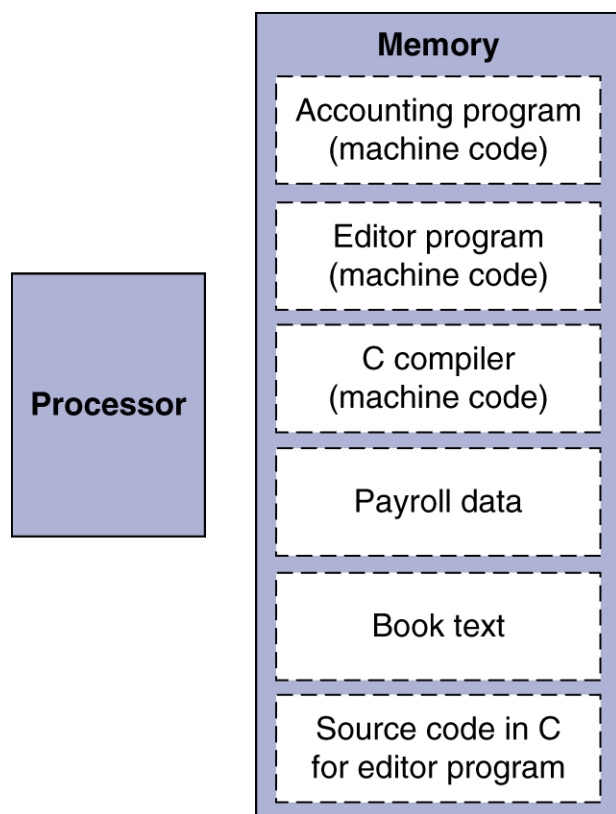 Memory
Accounting program
(machine code)
Editor program
(machine code)
C compiler
(machine code)
Processor
Payroll data
Book text
Source code in C
for editor program